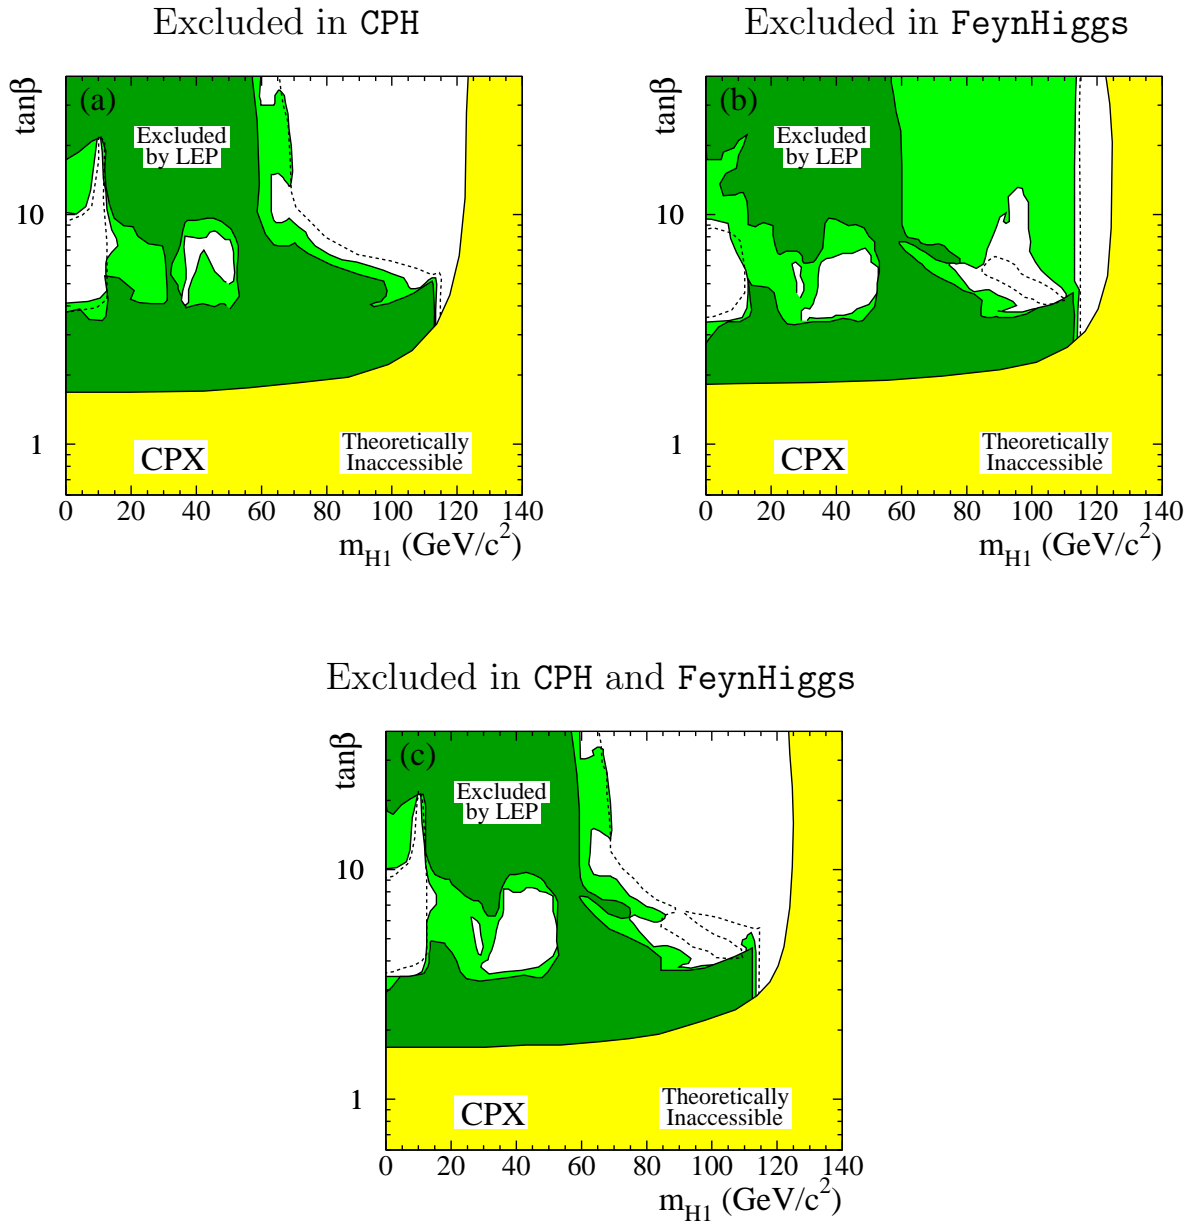 Excluded in CPH
tanβ
(a)
Excluded
by LEP
10
1
CPX
Theoretically
Inaccessible
0 20 40 60 80 100 120 140
m_H1 (GeV/c²)
Excluded in FeynHiggs
tanβ
(b)
Excluded
by LEP
10
1
CPX
Theoretically
Inaccessible
0 20 40 60 80 100 120 140
m_H1 (GeV/c²)
Excluded in CPH and FeynHiggs
tanβ
(c)
Excluded
by LEP
10
1
CPX
Theoretically
Inaccessible
0 20 40 60 80 100 120 140
m_H1 (GeV/c²)